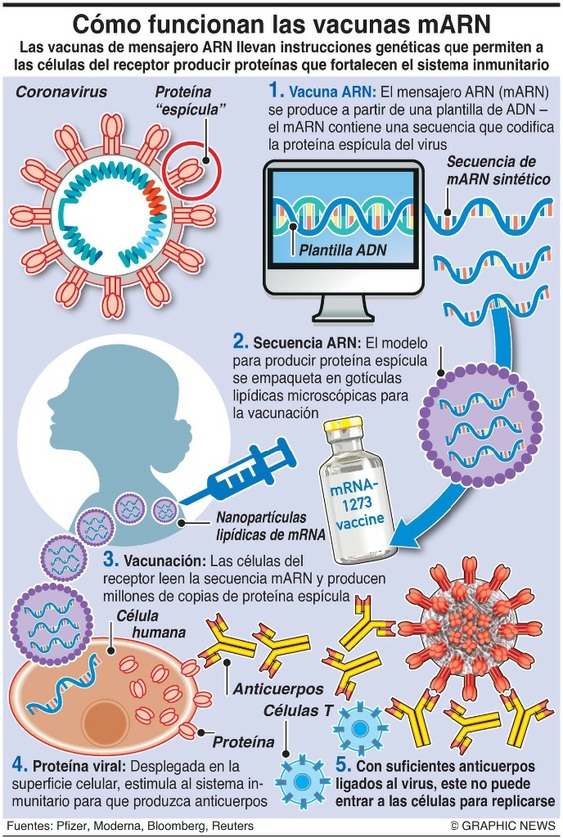 Cómo funcionan las vacunas mARN
Las vacunas de mensajero ARN llevan instrucciones genéticas que permiten a
las células del receptor producir proteínas que fortalecen el sistema inmunitario
Coronavirus
Proteína
“espícula”
1. Vacuna ARN: El mensajero ARN (mARN)
se produce a partir de una plantilla de ADN –
el mARN contiene una secuencia que codifica
la proteína espícula del virus
Secuencia de
mARN sintético
Plantilla ADN
2. Secuencia ARN: El modelo
para producir proteína espícula
se empaqueta en gotículas
lipídicas microscópicas para
la vacunación
mRNA-
1273
vaccine
Nanopartículas
lipídicas de mRNA
3. Vacunación: Las células del
receptor leen la secuencia mARN y producen
millones de copias de proteína espícula
Célula
humana
Anticuerpos
Células T
Proteína
4. Proteína viral: Desplegada en la
superficie celular, estimula al sistema in-
munitario para que produzca anticuerpos
5. Con suficientes anticuerpos
ligados al virus, este no puede
entrar a las células para replicarse
Fuentes: Pfizer, Moderna, Bloomberg, Reuters
© GRAPHIC NEWS